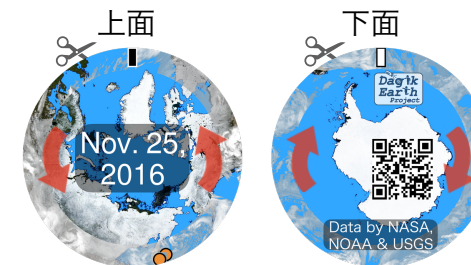 上面
下面
Nov. 25,
2016
Dagik
Earth
Project
Data by NASA,
NOAA & USGS